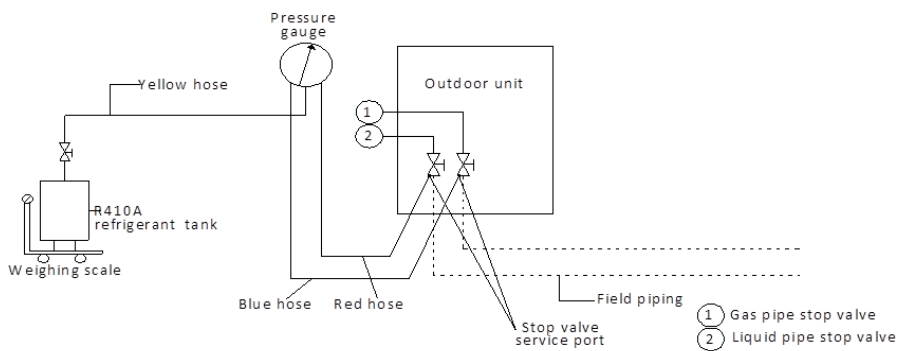 Pressure
gauge
Yellow hose
Outdoor unit
1
2
R410A
refrigerant tank
Weighing scale
Blue hose
Red hose
Field piping
Stop valve
service port
1 Gas pipe stop valve
2 Liquid pipe stop valve